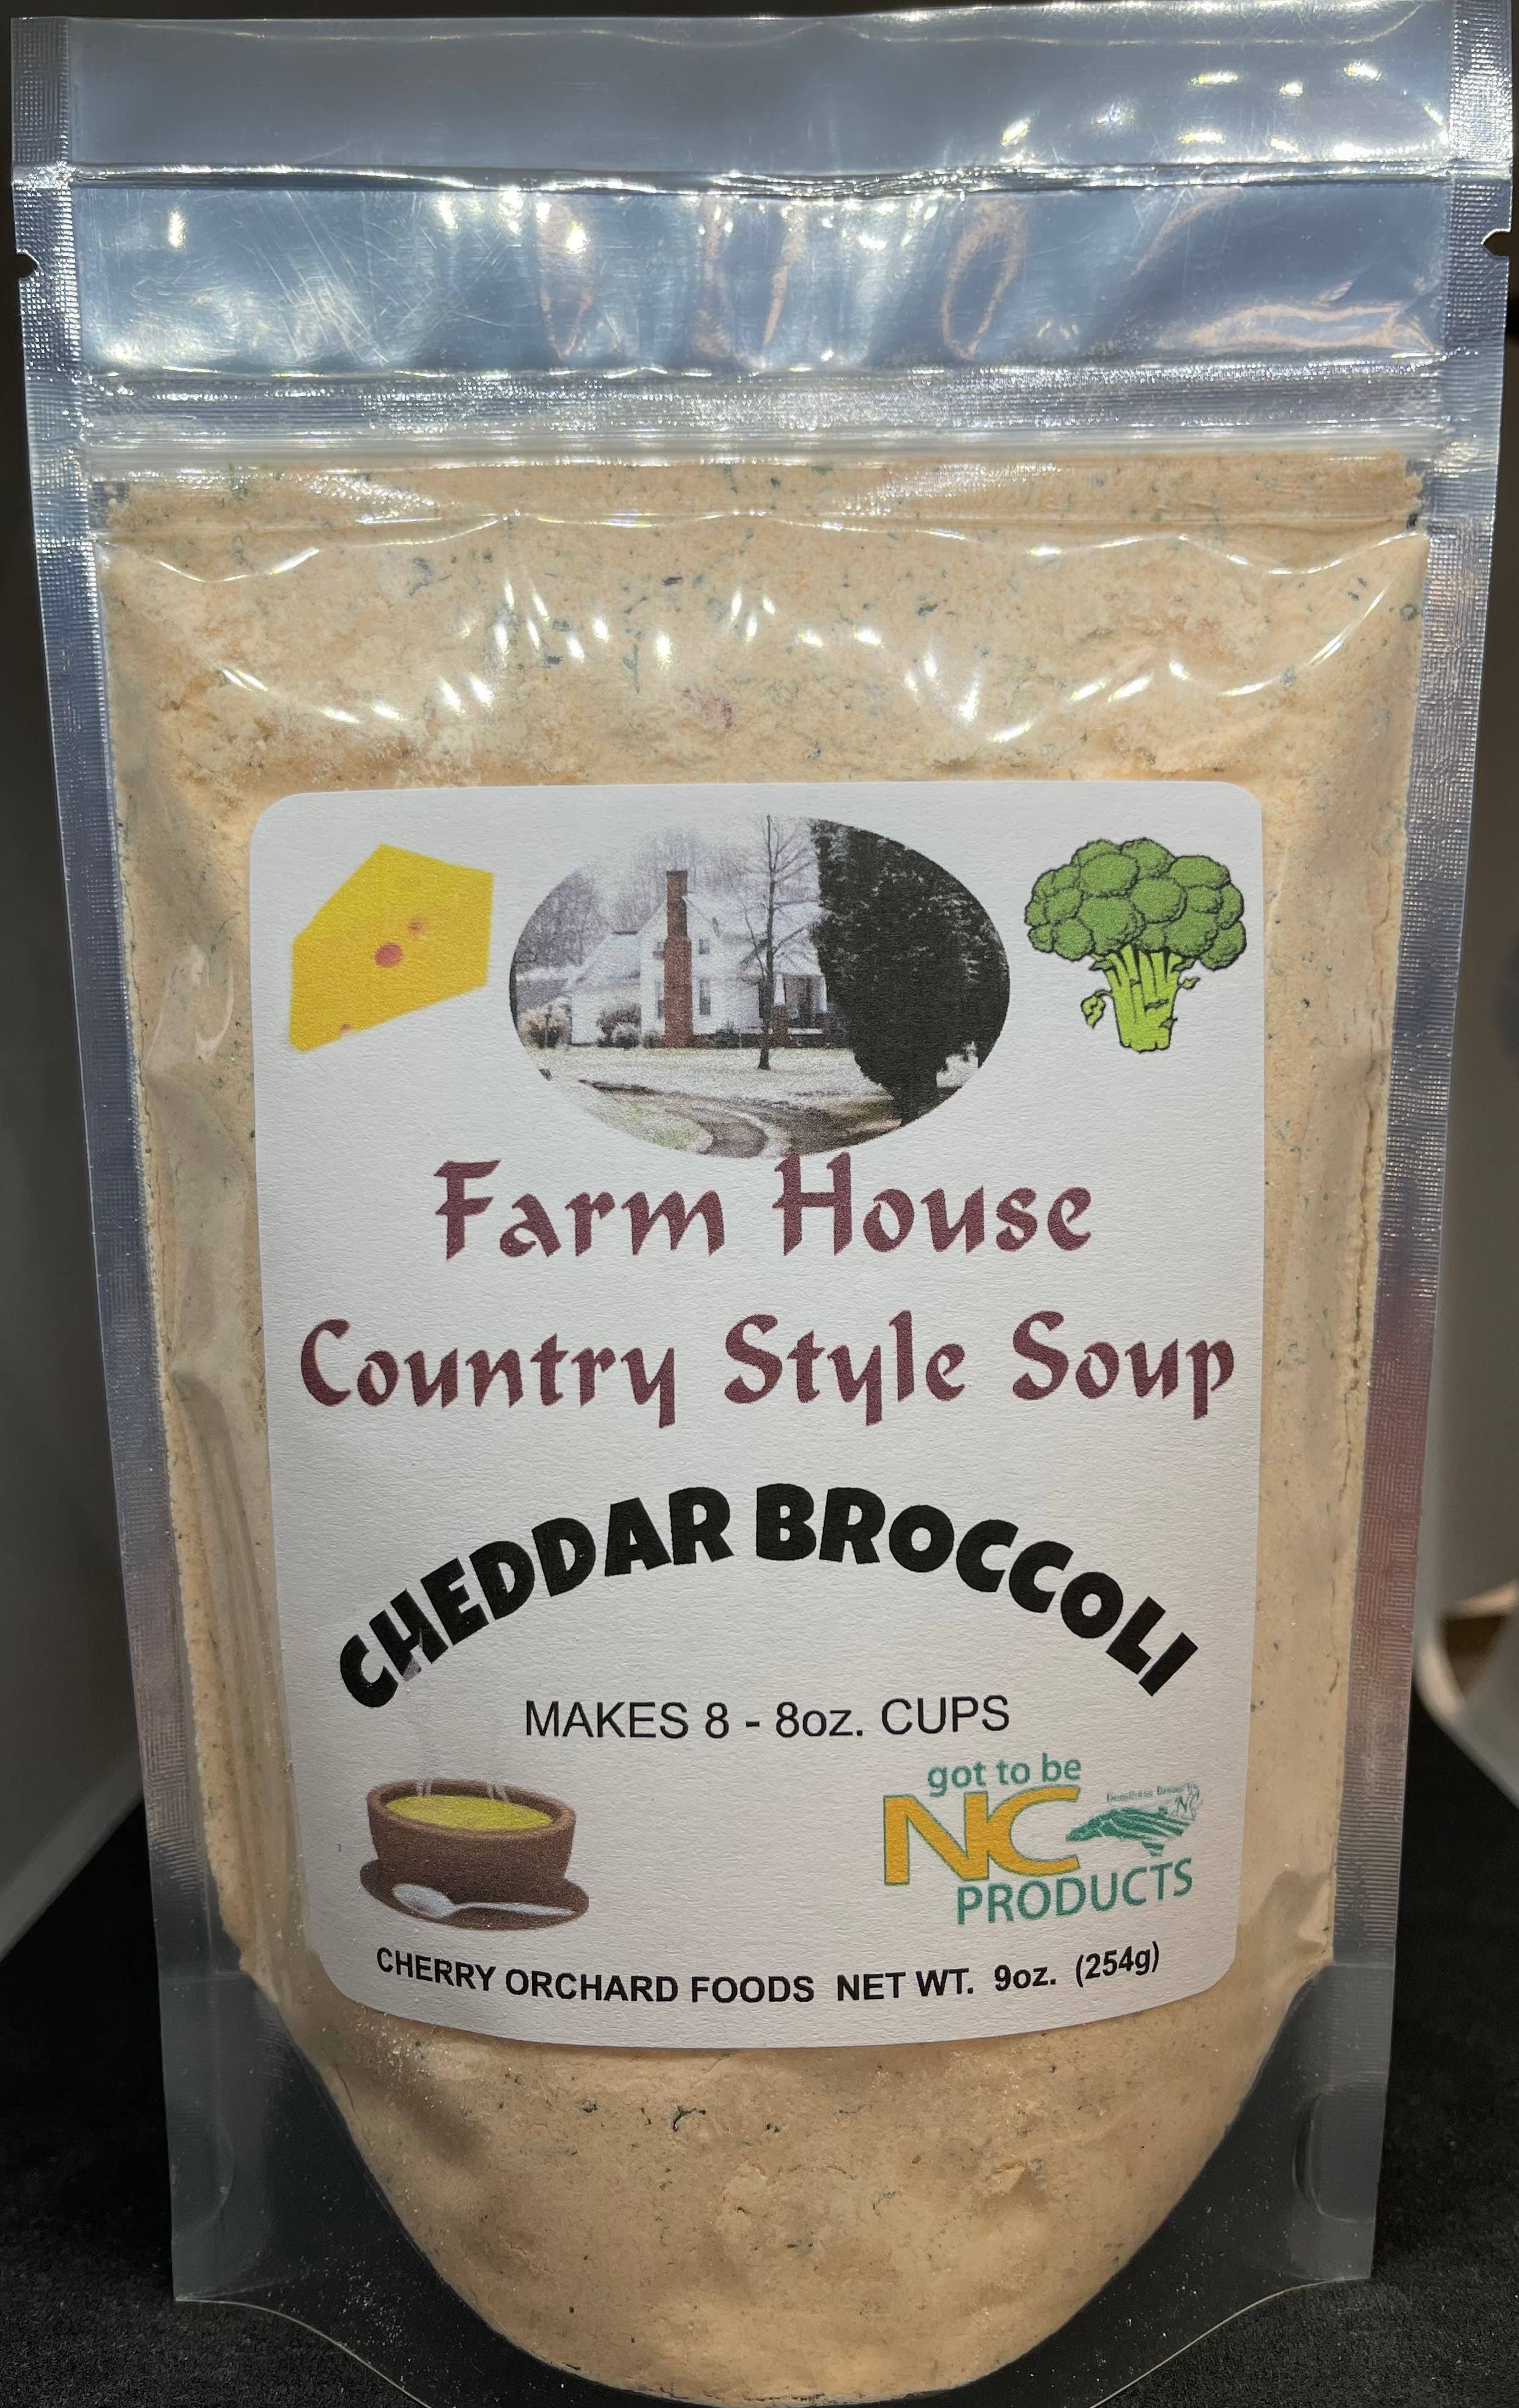 Farm House
Country Style Soup
CHEDDAR BROCCOLI
MAKES 8 - 8oz. CUPS
got to be
NC
NC
PRODUCTS
CHERRY ORCHARD FOODS NET WT. 9oz. (254g)